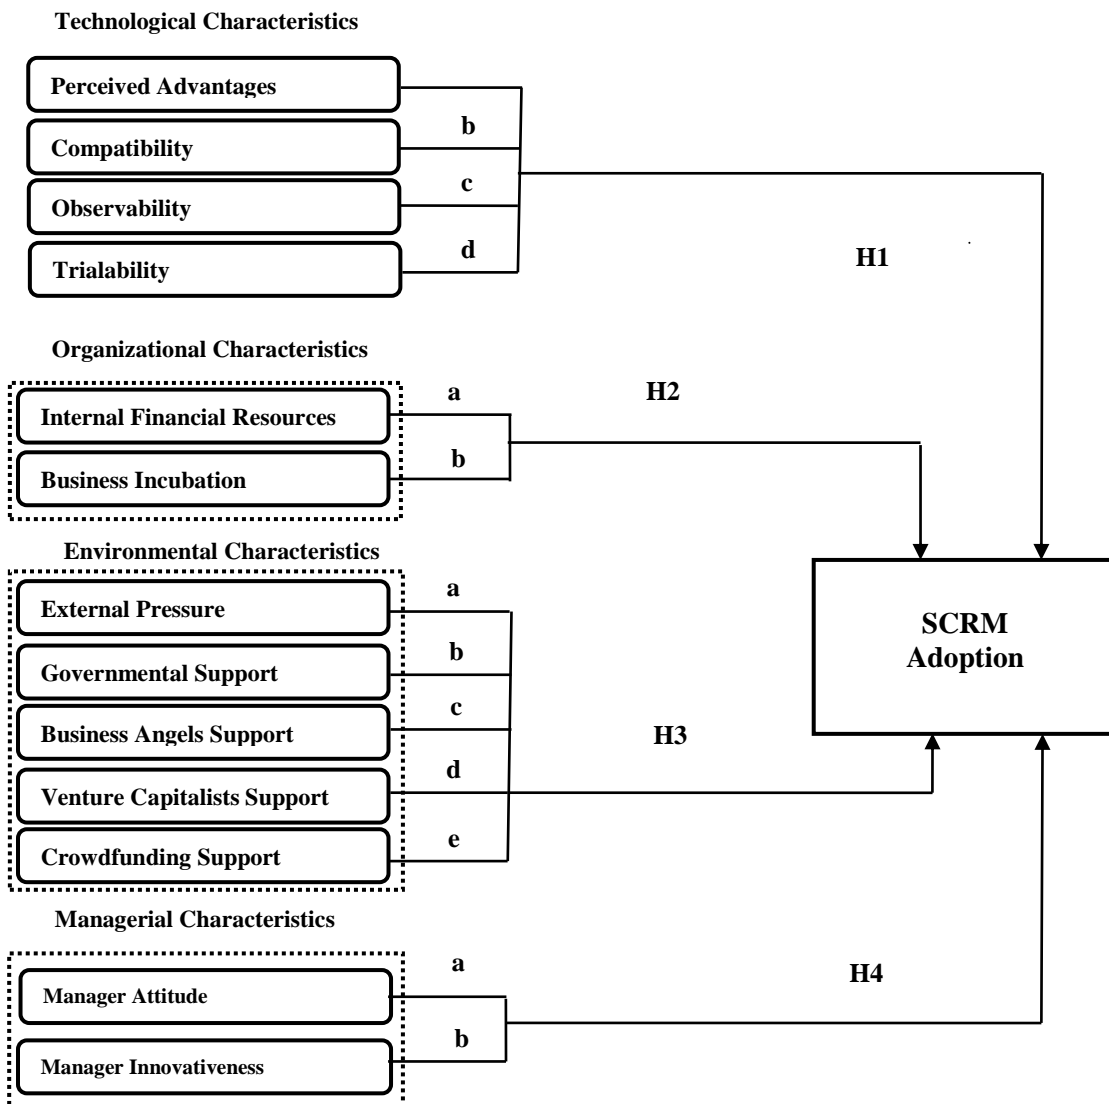 Technological Characteristics
Perceived Advantages
b
Compatibility
c
Observability
d
Trialability
H1
Organizational Characteristics
a
H2
Internal Financial Resources
b
Business Incubation
Environmental Characteristics
a
External Pressure
b
Governmental Support
c
Business Angels Support
H3
d
Venture Capitalists Support
e
Crowdfunding Support
SCRM
Adoption
Managerial Characteristics
a
H4
Manager Attitude
b
Manager Innovativeness